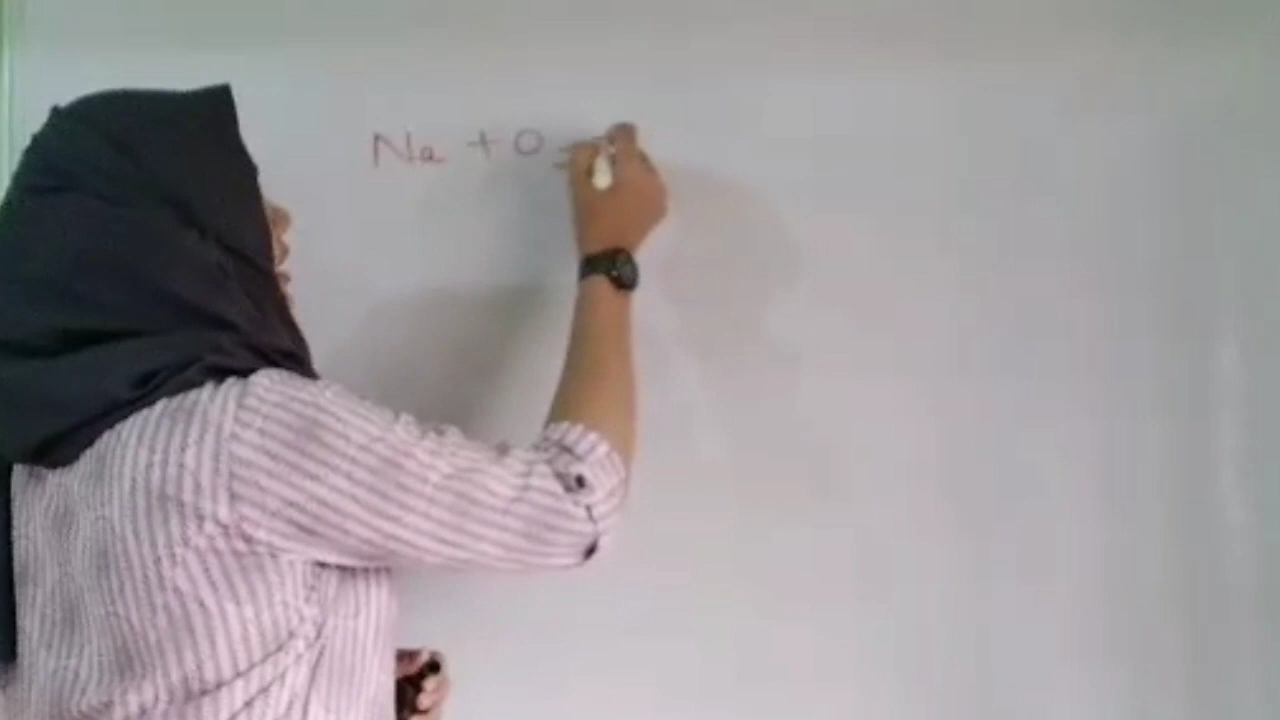 Na + O =